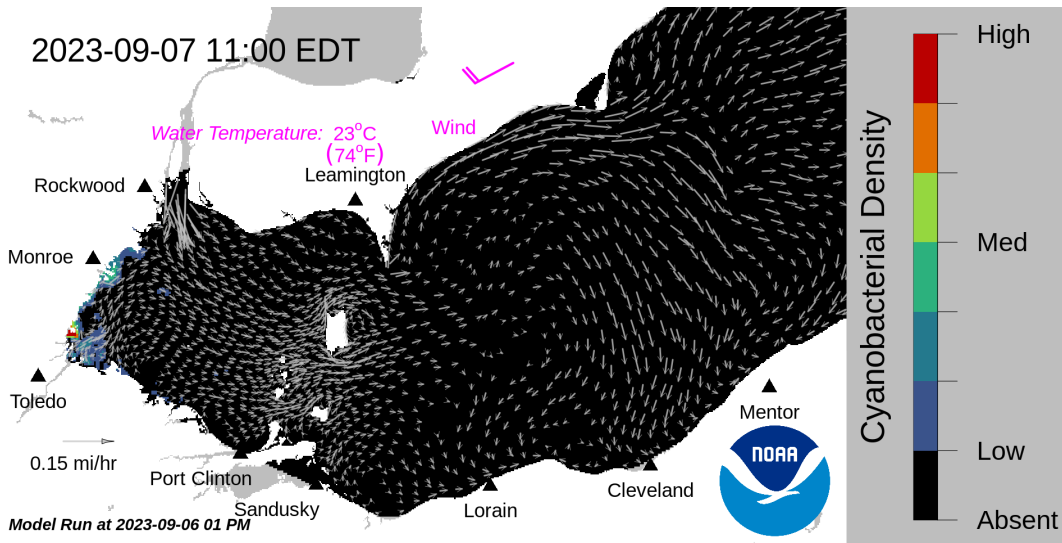 2023-09-07 11:00 EDT
High
Water Temperature: 23°C
(74°F)
Wind
Leamington
Rockwood
Monroe
Med
Cyanobacterial Density
Toledo
Mentor
0.15 mi/hr
Port Clinton
Sandusky
Lorain
Cleveland
NOAA
Low
Model Run at 2023-09-06 01 PM
Absent